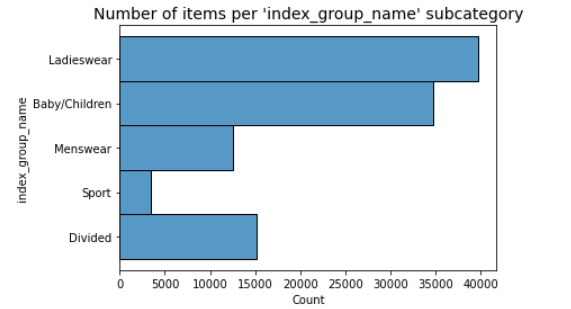 Number of items per 'index_group_name' subcategory
index_group_name
Ladieswear
Baby/Children
Menswear
Sport
Divided
0 5000 10000 15000 20000 25000 30000 35000 40000
Count